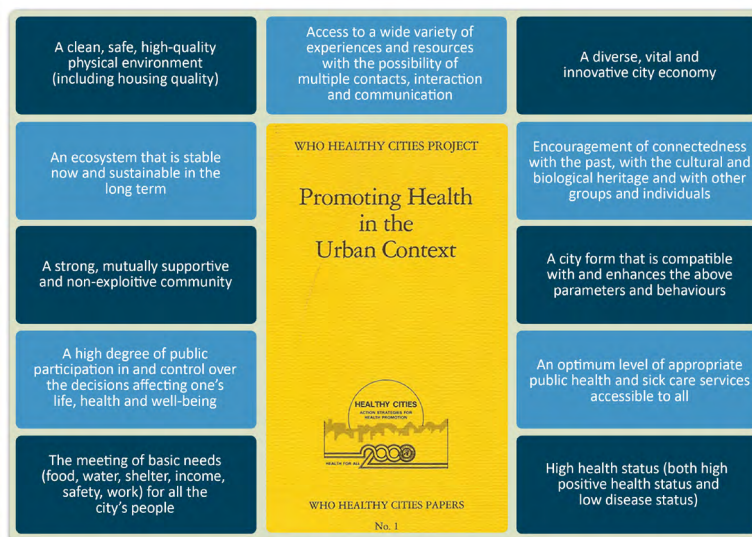 A clean, safe, high-quality
physical environment
(including housing quality)
An ecosystem that is stable
now and sustainable in the
long term
A strong, mutually supportive
and non-exploitive community
A high degree of public
participation in and control over
the decisions affecting one's
life, health and well-being
The meeting of basic needs
(food, water, shelter, income,
safety, work) for all the
city's people
Access to a wide variety of
experiences and resources
with the possibility of
multiple contacts, interaction
and communication
WHO HEALTHY CITIES PROJECT
Promoting Health
in the
Urban Context
HEALTHY CITIES
ACTION STRATEGIES FOR
HEALTH PROMOTION
HEALTH FOR ALL
2000
WHO HEALTHY CITIES PAPERS
No. 1
A diverse, vital and
innovative city economy
Encouragement of connectedness
with the past, with the cultural and
biological heritage and with other
groups and individuals
A city form that is compatible
with and enhances the above
parameters and behaviours
An optimum level of appropriate
public health and sick care services
accessible to all
High health status (both high
positive health status and
low disease status)